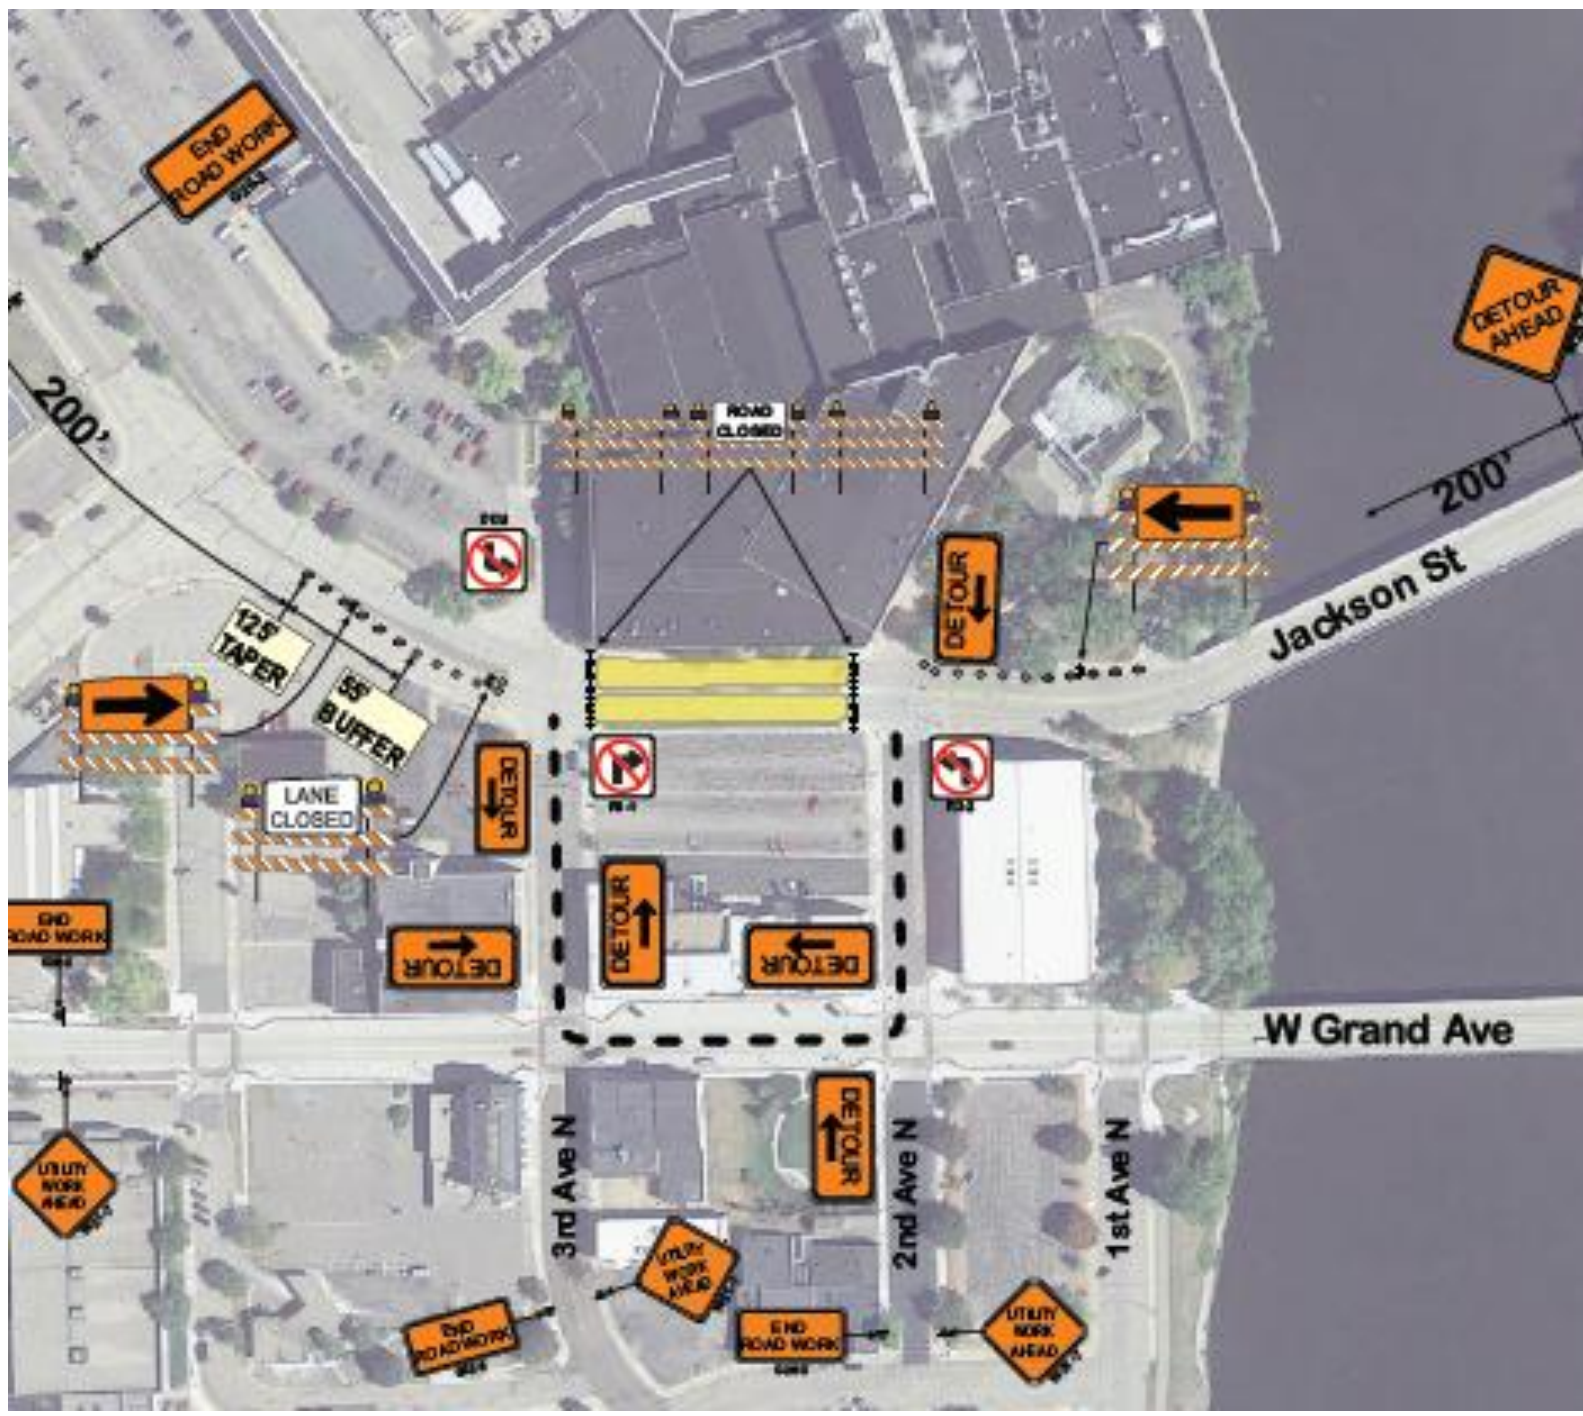 END
ROAD WORK
DETOUR
AHEAD
200'
ROAD
CLOSED
200'
DETOUR
Jackson St
125'
TAPER
55'
BUFFER
DETOUR
LANE
CLOSED
DETOUR
END
ROAD WORK
DETOUR
DETOUR
W Grand Ave
DETOUR
UTILITY
WORK
AHEAD
3rd Ave N
2nd Ave N
1st Ave N
UTILITY
WORK
AHEAD
END
ROAD WORK
END
ROAD WORK
UTILITY
WORK
AHEAD